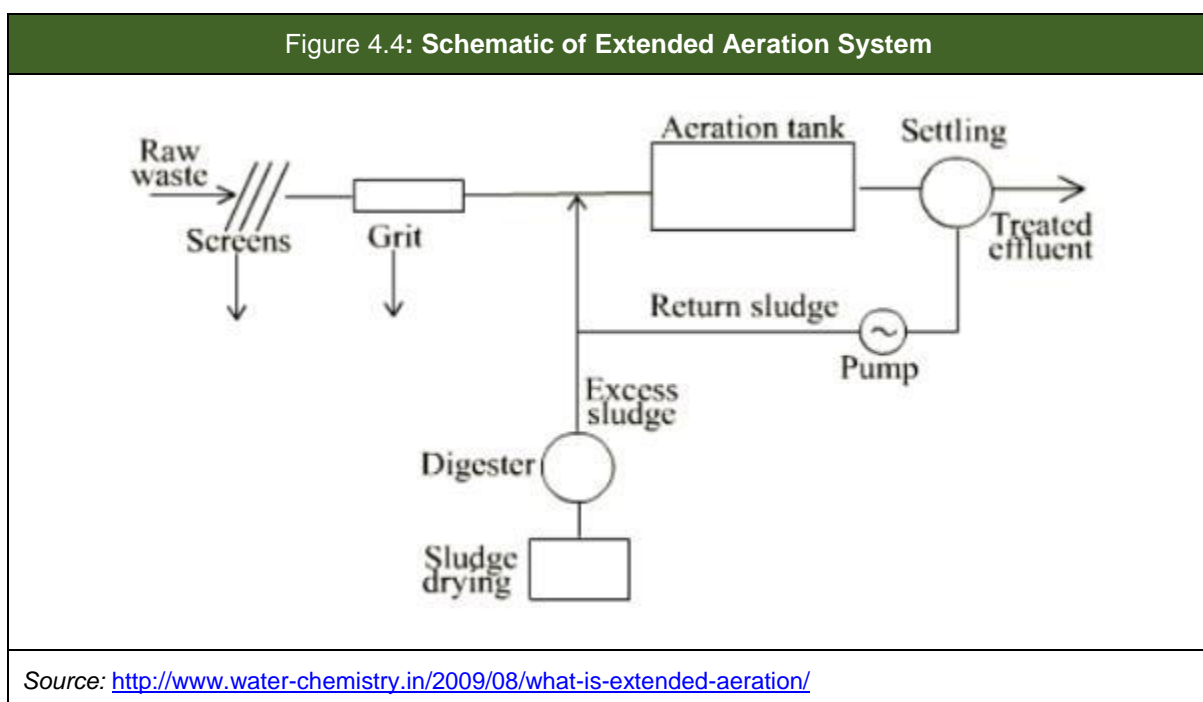 Figure 4.4: Schematic of Extended Aeration System
Raw
waste
Screens
Grit
Aeration tank
Settling
Treated
effluent
Return sludge
Pump
Excess
sludge
Digester
Sludge
drying
Source: http://www.water-chemistry.in/2009/08/what-is-extended-aeration/